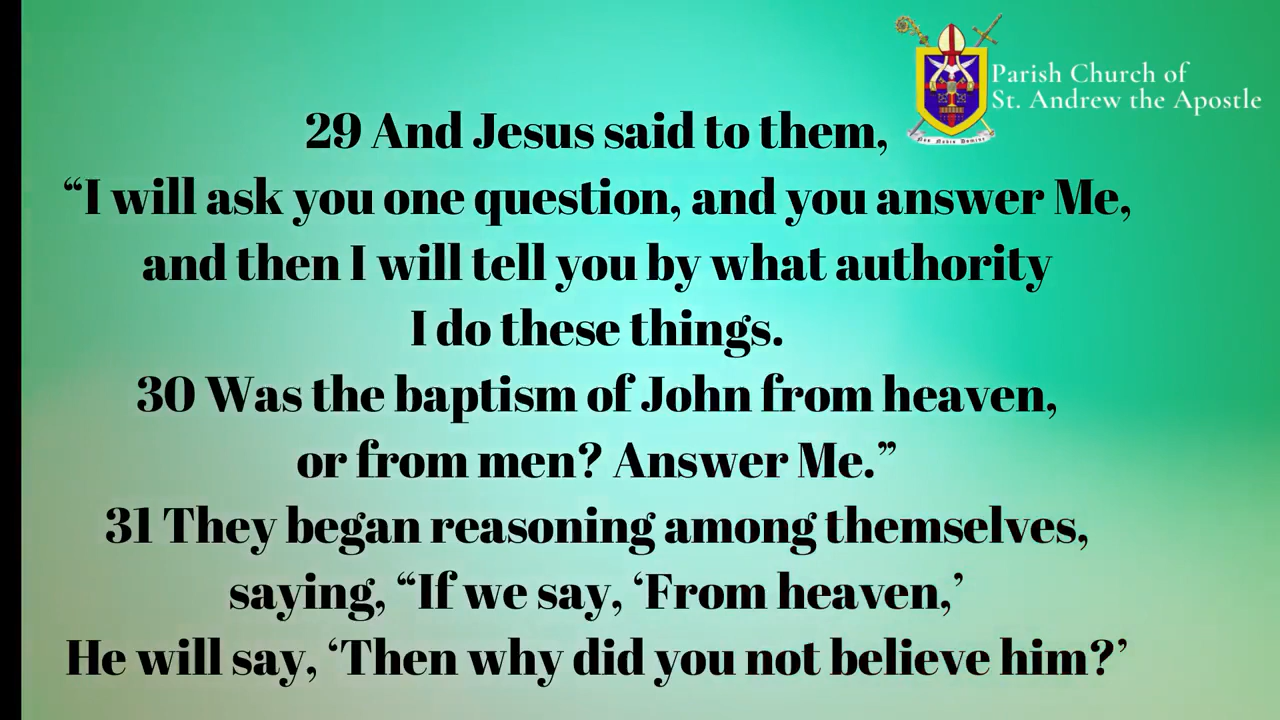 Parish Church of
St. Andrew the Apostle
29 And Jesus said to them,
“I will ask you one question, and you answer Me,
and then I will tell you by what authority
I do these things.
30 Was the baptism of John from heaven,
or from men? Answer Me.”
31 They began reasoning among themselves,
saying, “If we say, ‘From heaven,’
He will say, ‘Then why did you not believe him?’